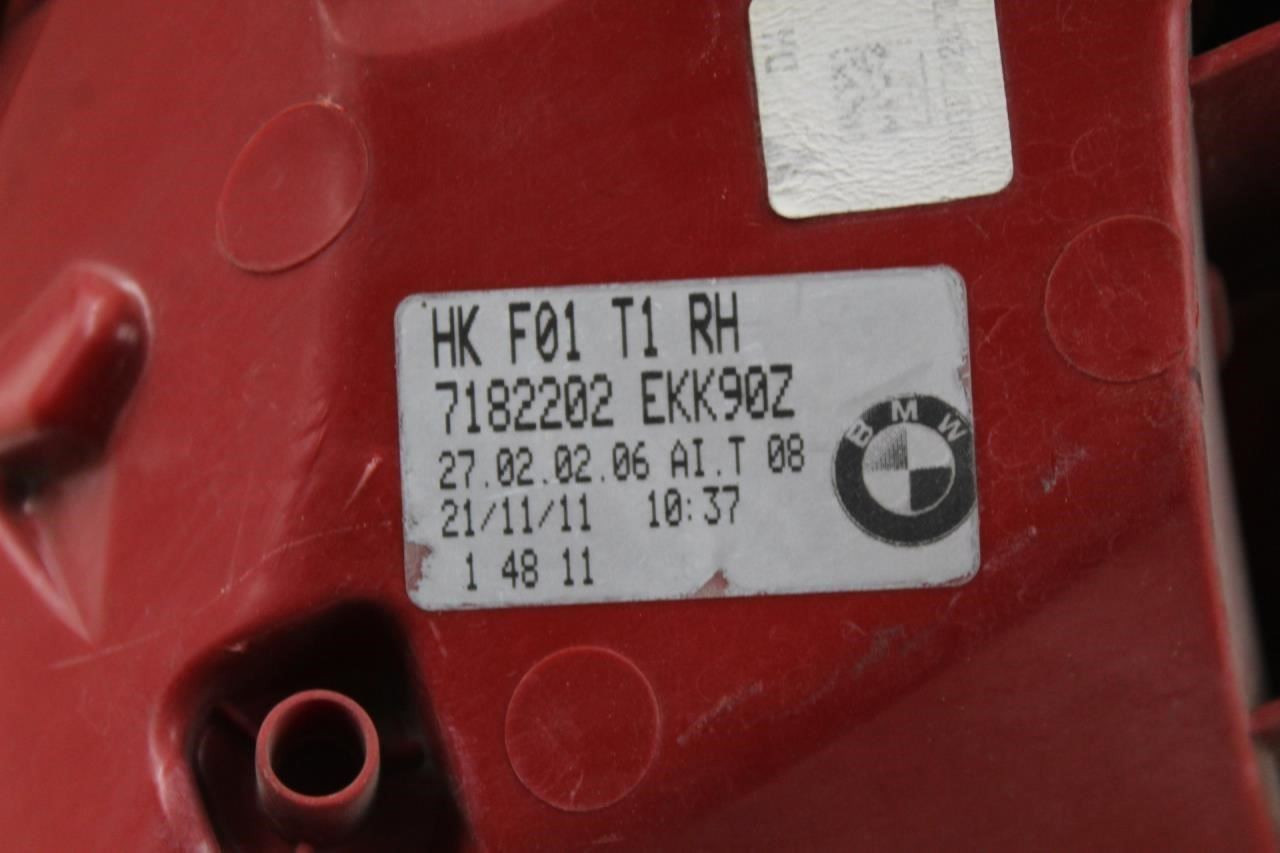 HK F01 T1 RH
7182202 EKK90Z
27.02.02.06 AI.T 08
21/11/11 10:37
1 48 11
BMW